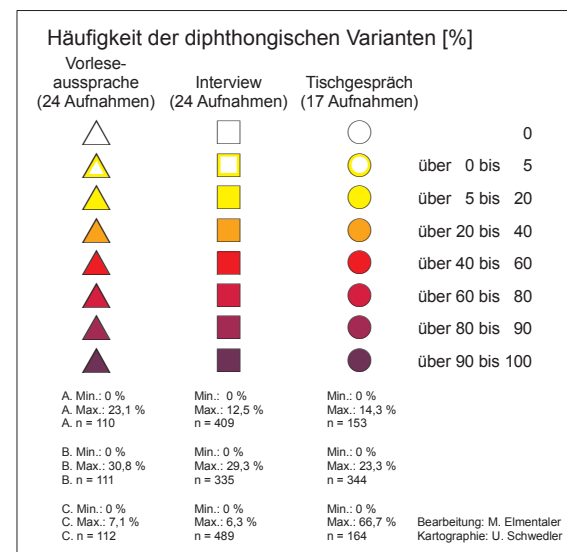 Häufigkeit der diphthongischen Varianten [%]
Vorlese-
aussprache Interview Tischgespräch
(24 Aufnahmen) (24 Aufnahmen) (17 Aufnahmen)
0
über 0 bis 5
über 5 bis 20
über 20 bis 40
über 40 bis 60
über 60 bis 80
über 80 bis 90
über 90 bis 100
A. Min.: 0 % Min.: 0 % Min.: 0 %
A. Max.: 23,1 % Max.: 12,5 % Max.: 14,3 %
A. n = 110 n = 409 n = 153
B. Min.: 0 % Min.: 0 % Min.: 0 %
B. Max.: 30,8 % Max.: 29,3 % Max.: 23,3 %
B. n = 111 n = 335 n = 344
C. Min.: 0 % Min.: 0 % Min.: 0 %
C. Max.: 7,1 % Max.: 6,3 % Max.: 66,7 % Bearbeitung: M. Elmentaler
C. n = 112 n = 489 n = 164 Kartographie: U. Schwedler